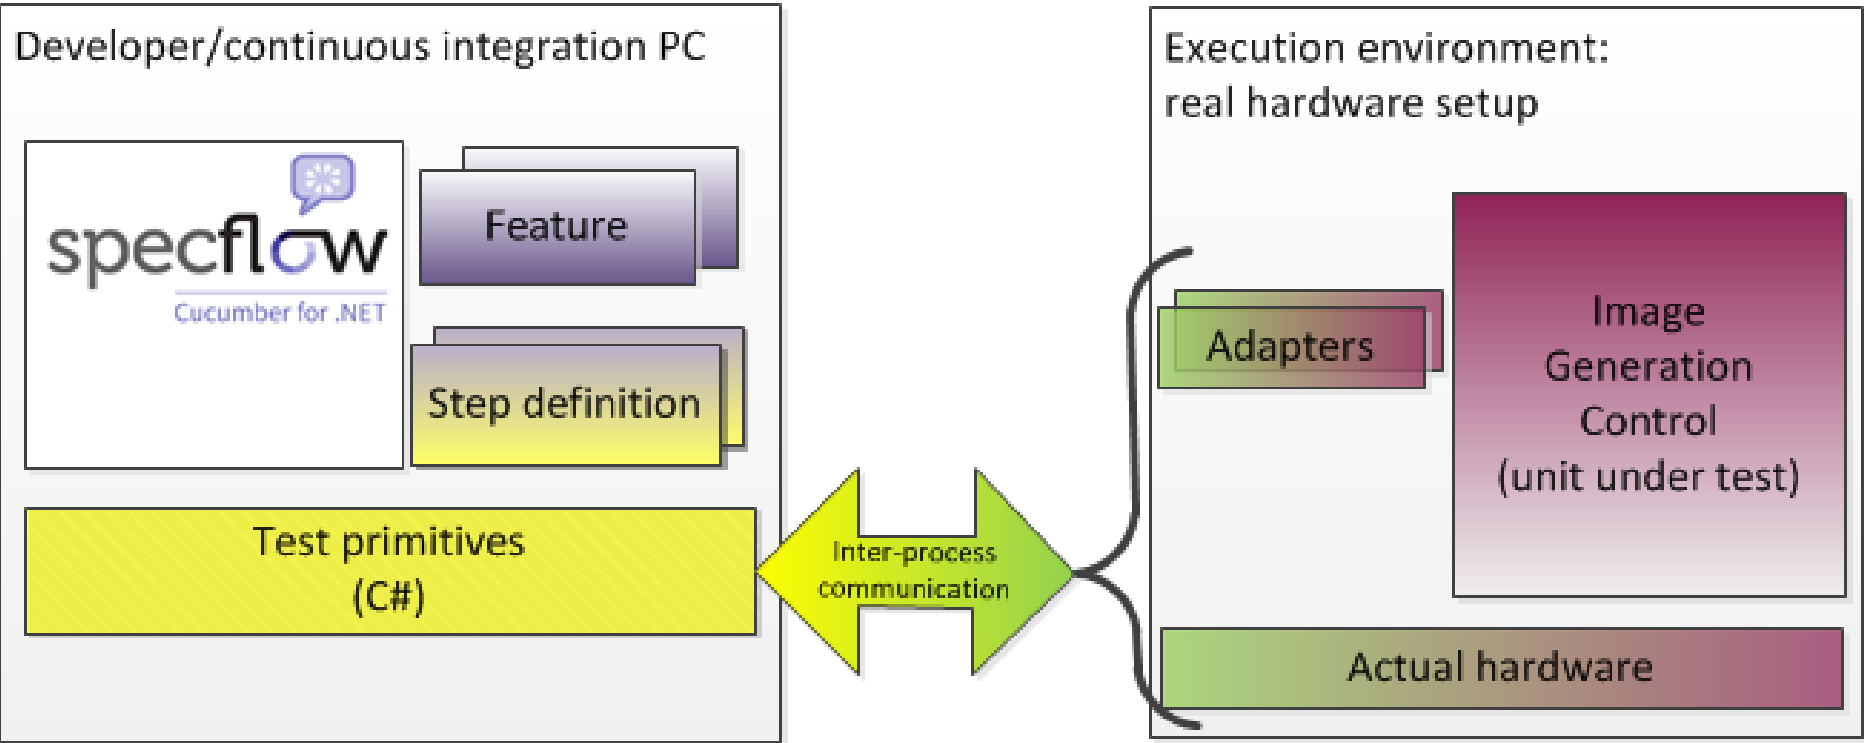 Developer/continuous integration PC
specflow
Cucumber for .NET
Feature
Step definition
Test primitives
(C#)
Inter-process
communication
Execution environment:
real hardware setup
Adapters
Image
Generation
Control
(unit under test)
Actual hardware